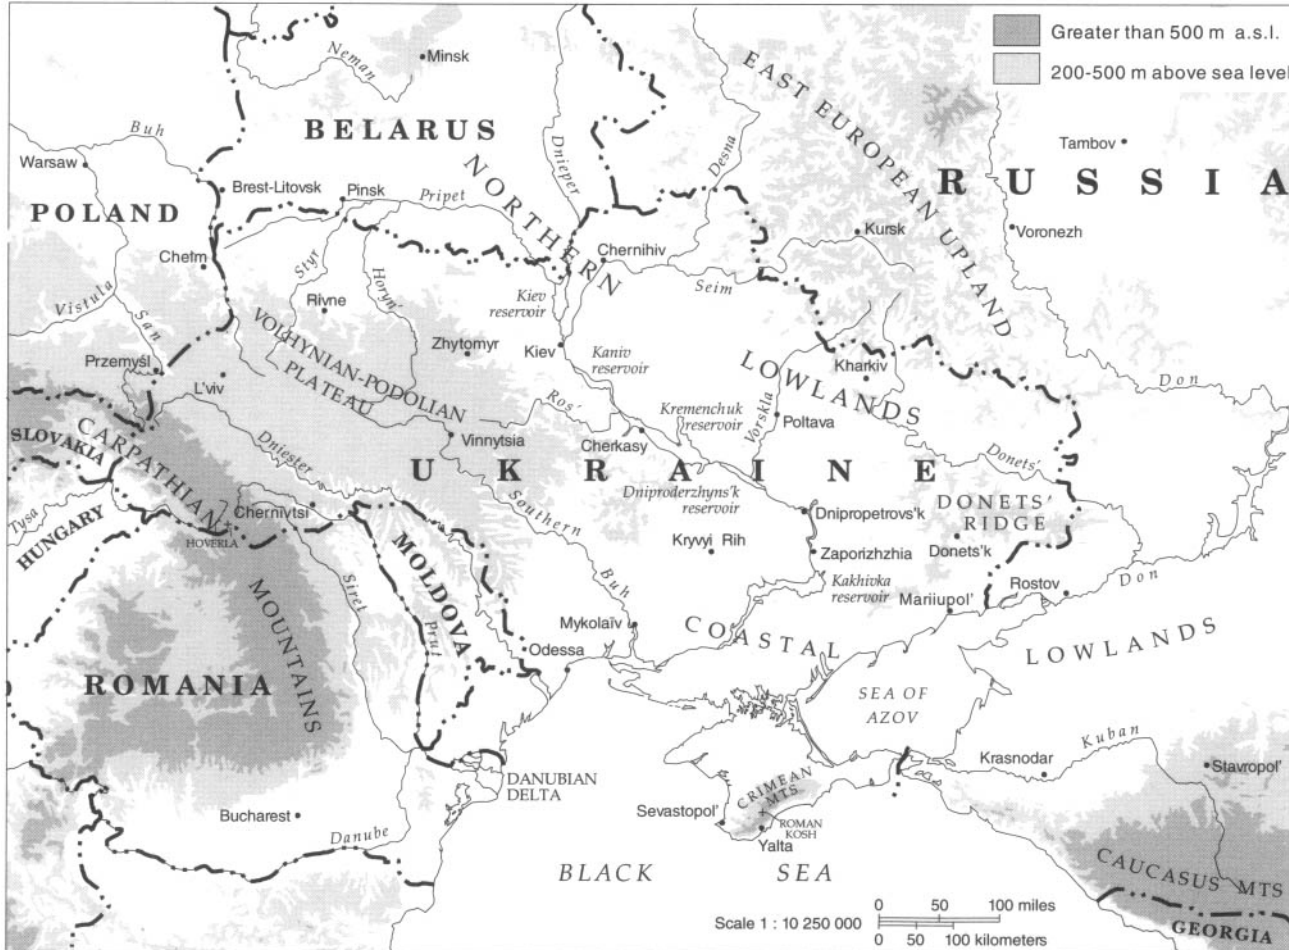 Greater than 500 m a.s.l.
200-500 m above sea level
Minsk
Neman
EAST EUROPEAN UPLAND
BELARUS
Buh
Dnieper
Desna
Tambov
Warsaw
NORTHERN
RUSSIA
Brest-Litovsk
Pinsk
Pripet
POLAND
Kursk
Voronezh
Chełm
Chernihiv
Styr
Horyn'
Seim
Vistula
Rivne
Kiev
reservoir
San
VOLHYNIAN-PODOLIAN
PLATEAU
Zhytomyr
Kiev
Kaniv
reservoir
Przemyśl
L'viv
LOWLANDS
Kharkiv
Don
Ros'
Kremenchuk
reservoir
Vorskla
Poltava
SLOVAKIA
CARPATHIAN
Dniester
Vinnytsia
Cherkasy
UKRAINE
Donets'
Tysa
HUNGARY
Chernivtsi
HOVERLA
Southern
Dniproderzhyns'k
reservoir
Dnipropetrovs'k
DONETS'
RIDGE
MOLDOVA
Kryvyi Rih
Zaporizhzhia
Donets'k
Siret
Buh
Kakhivka
reservoir
Rostov
Don
MOUNTAINS
Prut
Mykolaïv
Mariiupol'
COASTAL
LOWLANDS
Odessa
ROMANIA
SEA OF
AZOV
Krasnodar
Kuban
Stavropol'
DANUBIAN
DELTA
CRIMEAN
MTS
Bucharest
Sevastopol'
ROMAN
KOSH
Danube
Yalta
BLACK SEA
CAUCASUS MTS
GEORGIA
0 50 100 miles
Scale 1 : 10 250 000
0 50 100 kilometers